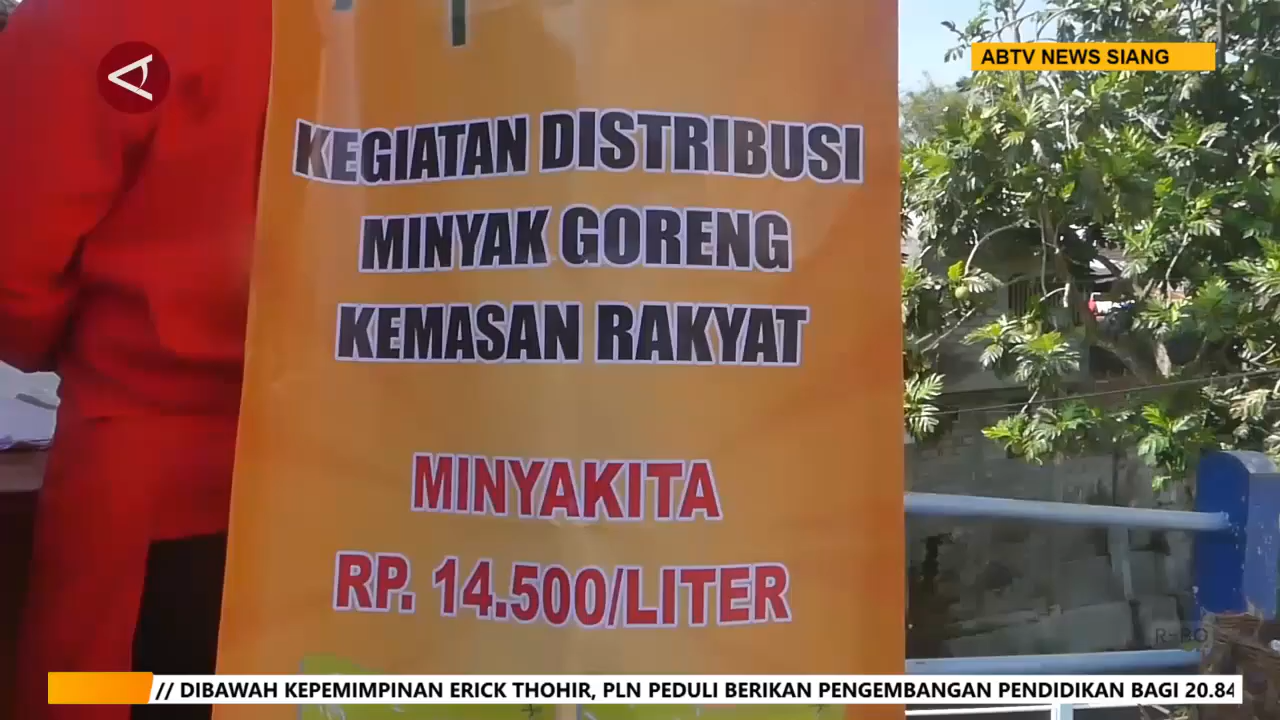 ABTV NEWS SIANG
KEGIATAN DISTRIBUSI
MINYAK GORENG
KEMASAN RAKYAT
MINYAKITA
RP. 14.500/LITER
R-BO
// DIBAWAH KEPEMIMPINAN ERICK THOHIR, PLN PEDULI BERIKAN PENGEMBANGAN PENDIDIKAN BAGI 20.84